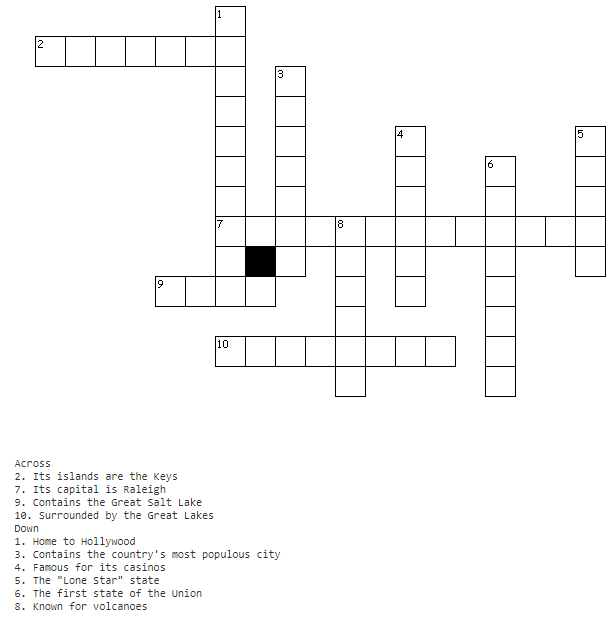 1
2
3
4 5
6
7 8
9
10
Across
2. Its islands are the Keys
7. Its capital is Raleigh
9. Contains the Great Salt Lake
10. Surrounded by the Great Lakes
Down
1. Home to Hollywood
3. Contains the country's most populous city
4. Famous for its casinos
5. The "Lone Star" state
6. The first state of the Union
8. Known for volcanoes